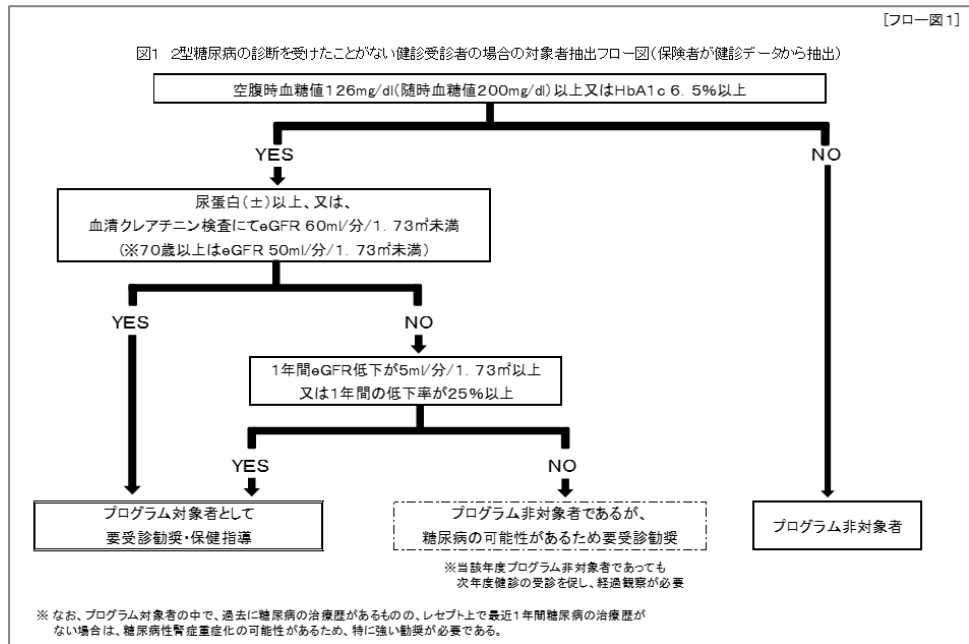 [フロー図1]
図1 2型糖尿病の診断を受けたことがない健診受診者の場合の対象者抽出フロー図(保険者が健診データから抽出)
空腹時血糖値126mg/dl(随時血糖値200mg/dl)以上又はHbA1c 6.5%以上
YES
NO
尿蛋白(±)以上、又は、
血清クレアチニン検査にてeGFR 60ml/分/1.73㎡未満
(※70歳以上はeGFR 50ml/分/1.73㎡未満)
YES
NO
1年間eGFR低下が5ml/分/1.73㎡以上
又は1年間の低下率が25%以上
YES
NO
プログラム対象者として
要受診勧奨・保健指導
プログラム非対象者であるが、
糖尿病の可能性があるため要受診勧奨
プログラム非対象者
※当該年度プログラム非対象者であっても
次年度健診の受診を促し、経過観察が必要
※ なお、プログラム対象者の中で、過去に糖尿病の治療歴があるものの、レセプト上で最近1年間糖尿病の治療歴が
ない場合は、糖尿病性腎症重症化の可能性があるため、特に強い勧奨が必要である。